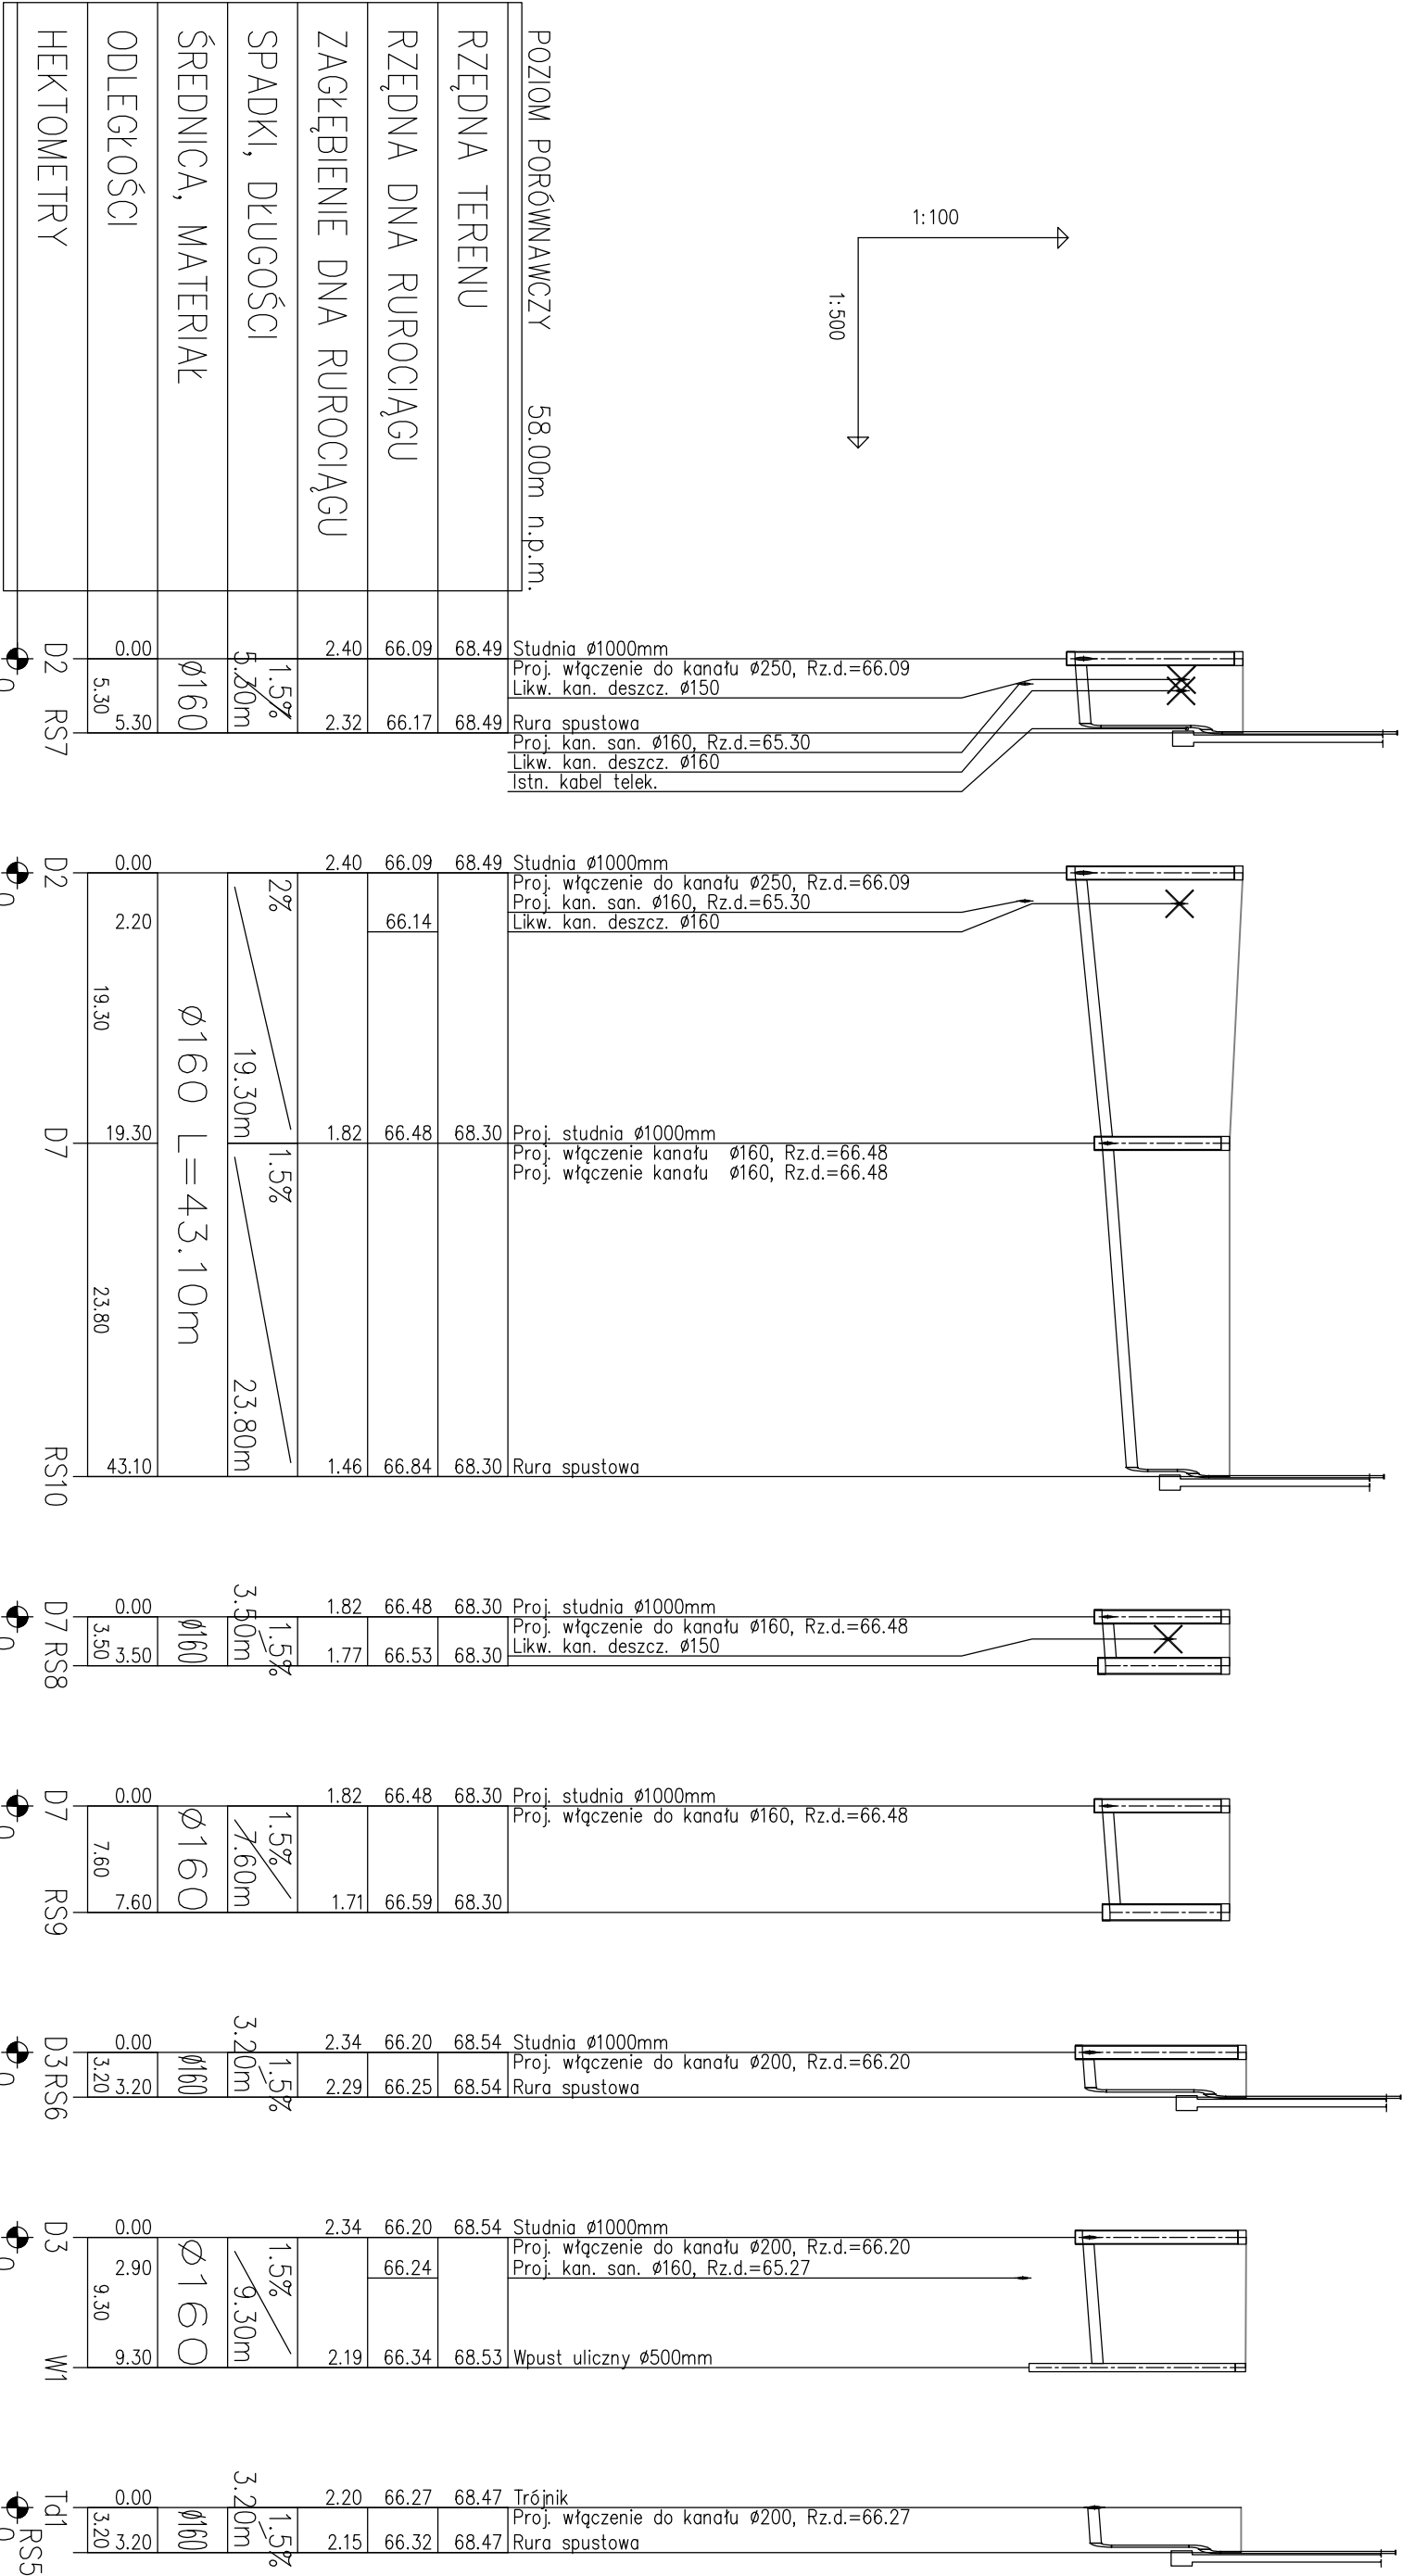 1:100
1:500
POZIOM PORÓWNAWCZY 58.00m n.p.m.
RZĘDNA TERENU
RZĘDNA DNA RUROCIĄGU
ZAGŁĘBIENIE DNA RUROCIĄGU
SPADKI, DŁUGOŚCI
ŚREDNICA, MATERIAŁ
ODLEGŁOŚCI
HEKTOMETRY
0.00 2.40 66.09 68.49 Studnia ø1000mm
Proj. włączenie do kanału ø250, Rz.d.=66.09
Likw. kan. deszcz. ø150
5.30 2.32 66.17 68.49 Rura spustowa
Proj. kan. san. ø160, Rz.d.=65.30
Likw. kan. deszcz. ø160
Istn. kabel telek.
1.5%
5.30m
ø160
5.30
D2 RS7
0
0.00 2.40 66.09 68.49 Studnia ø1000mm
Proj. włączenie do kanału ø250, Rz.d.=66.09
Proj. kan. san. ø160, Rz.d.=65.30
2.20 66.14 Likw. kan. deszcz. ø160
19.30 1.82 66.48 68.30 Proj. studnia ø1000mm
Proj. włączenie kanału ø160, Rz.d.=66.48
Proj. włączenie kanału ø160, Rz.d.=66.48
43.10 1.46 66.84 68.30 Rura spustowa
2% 1.5%
19.30m 23.80m
ø160 L=43.10m
19.30 23.80
D2 D7 RS10
0
0.00 1.82 66.48 68.30 Proj. studnia ø1000mm
Proj. włączenie do kanału ø160, Rz.d.=66.48
Likw. kan. deszcz. ø150
3.50 1.77 66.53 68.30
1.5%
3.50m
ø160
3.50
D7 RS8
0
0.00 1.82 66.48 68.30 Proj. studnia ø1000mm
Proj. włączenie do kanału ø160, Rz.d.=66.48
7.60 1.71 66.59 68.30
1.5%
7.60m
ø160
7.60
D7 RS9
0
0.00 2.34 66.20 68.54 Studnia ø1000mm
Proj. włączenie do kanału ø200, Rz.d.=66.20
3.20 2.29 66.25 68.54 Rura spustowa
1.5%
3.20m
ø160
3.20
D3 RS6
0
0.00 2.34 66.20 68.54 Studnia ø1000mm
Proj. włączenie do kanału ø200, Rz.d.=66.20
2.90 66.24 Proj. kan. san. ø160, Rz.d.=65.27
9.30 2.19 66.34 68.53 Wpust uliczny ø500mm
1.5%
9.30m
ø160
9.30
D3 W1
0
0.00 2.20 66.27 68.47 Trójnik
Proj. włączenie do kanału ø200, Rz.d.=66.27
3.20 2.15 66.32 68.47 Rura spustowa
1.5%
3.20m
ø160
3.20
Td1 RS5
0